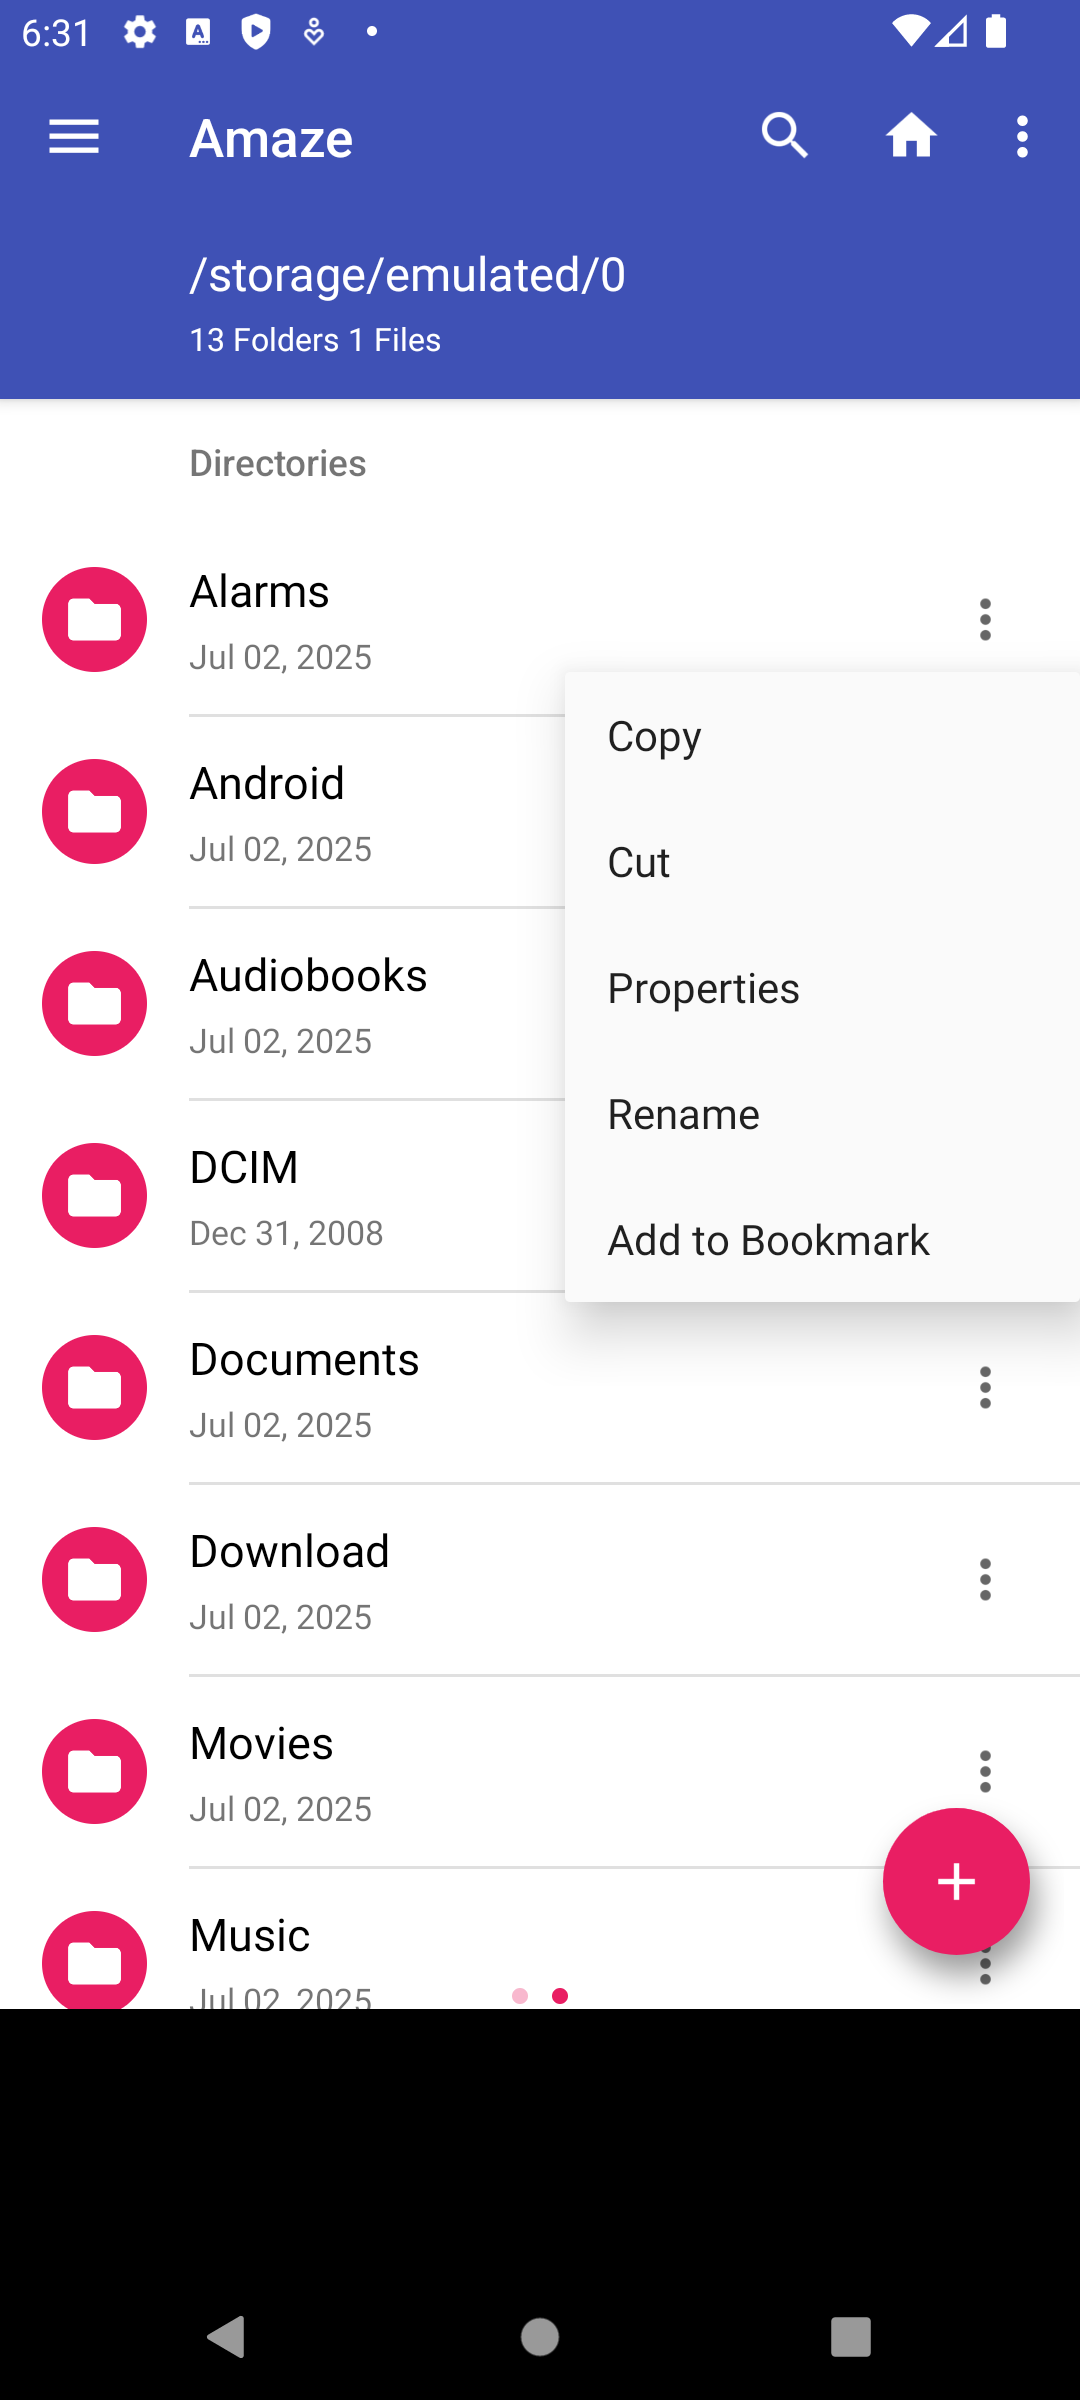 6:31
Amaze
/storage/emulated/0
13 Folders 1 Files
Directories
Alarms
Jul 02, 2025
Copy
Cut
Properties
Rename
Add to Bookmark
Android
Jul 02, 2025
Audiobooks
Jul 02, 2025
DCIM
Dec 31, 2008
Documents
Jul 02, 2025
Download
Jul 02, 2025
Movies
Jul 02, 2025
Music
Jul 02, 2025